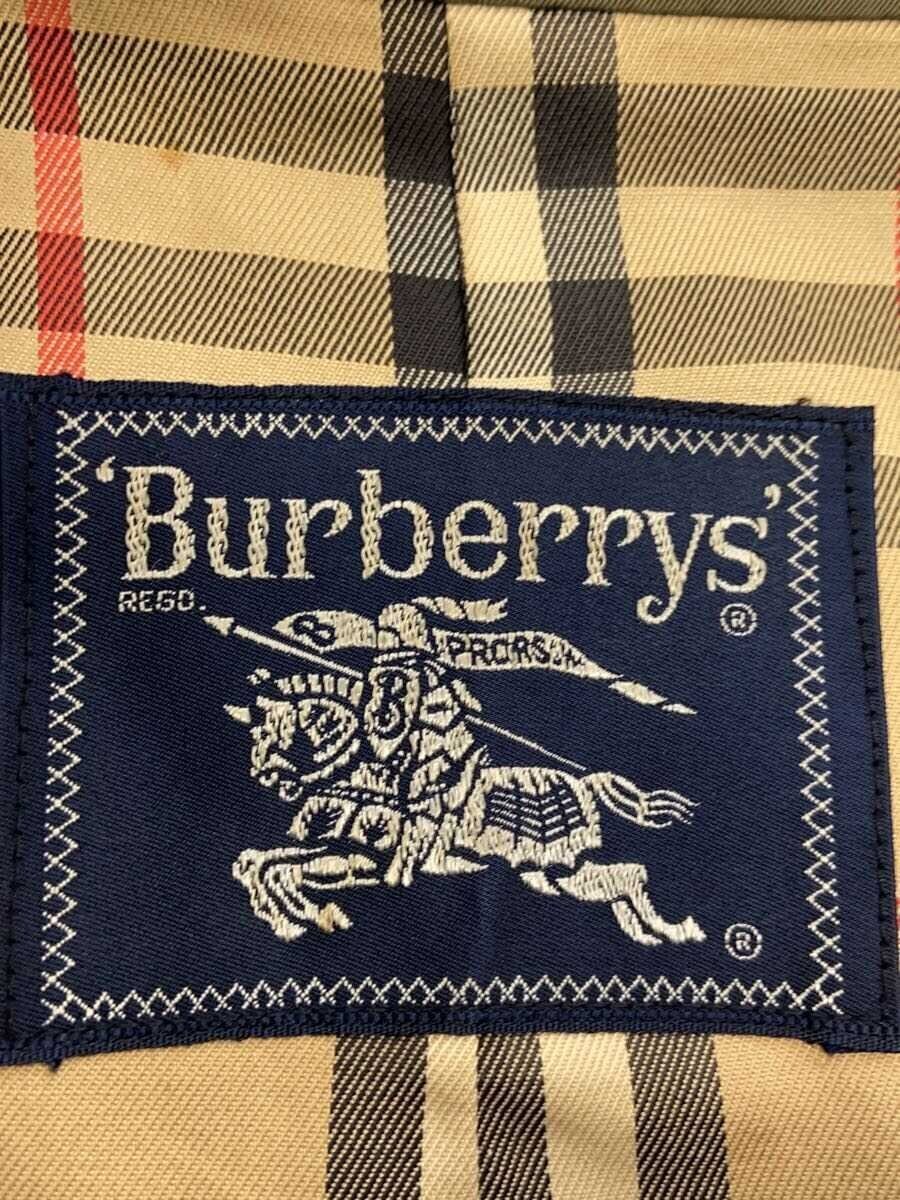 ‘Burberrys’
REGD. ®
B PRORSUM
B
®